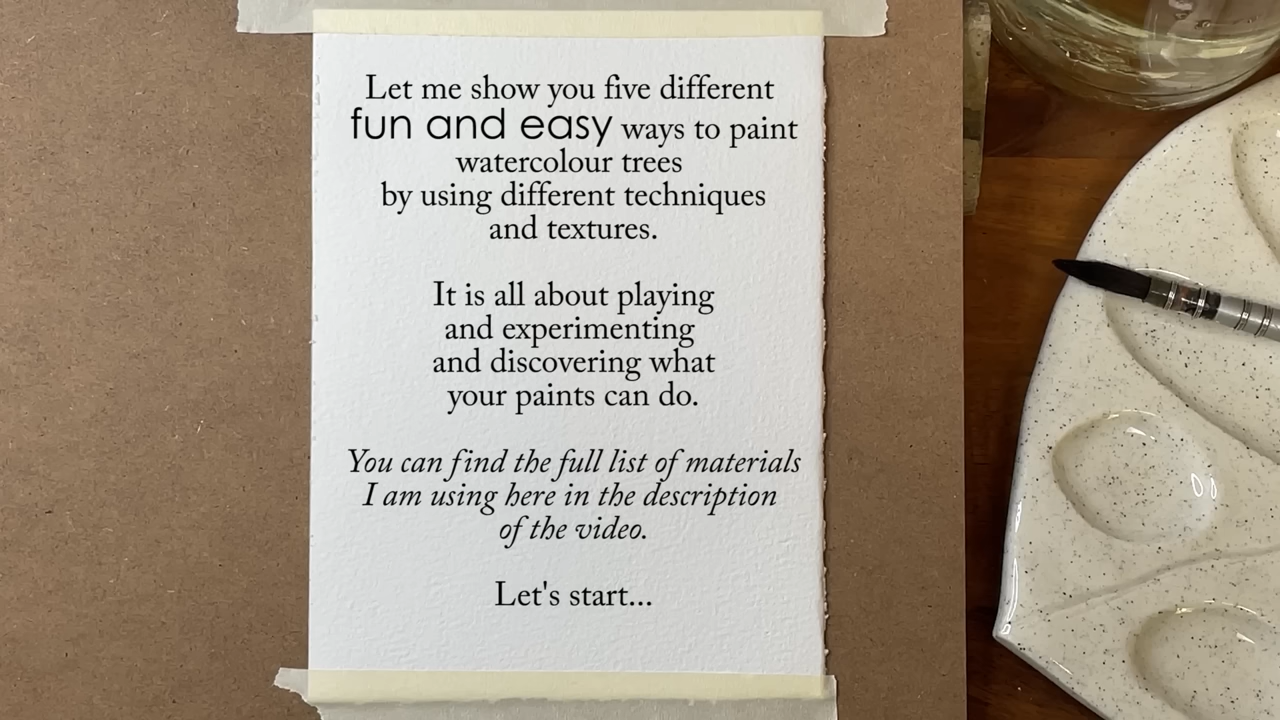 Let me show you five different
fun and easy ways to paint
watercolour trees
by using different techniques
and textures.
It is all about playing
and experimenting
and discovering what
your paints can do.
You can find the full list of materials
I am using here in the description
of the video.
Let's start...